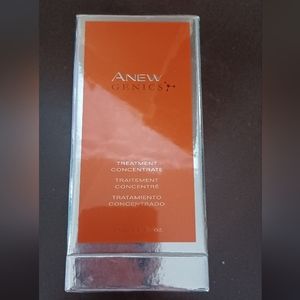 ANEW
GENICS
TREATMENT
CONCENTRATE
TRAITEMENT
CONCENTRÉ
TRATAMIENTO
CONCENTRADO